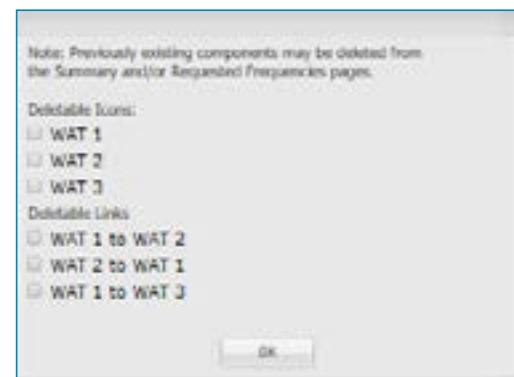 Note: Previously existing components may be deleted from
the Summary and/or Requested Frequencies pages.
Deletable Icons:
WAT 1
WAT 2
WAT 3
Deletable Links
WAT 1 to WAT 2
WAT 2 to WAT 1
WAT 1 to WAT 3
OK